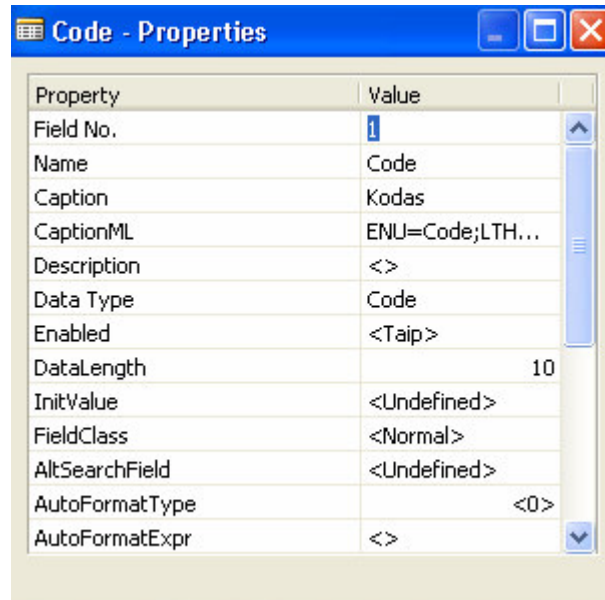 Code - Properties
Property Value
Field No. 1
Name Code
Caption Kodas
CaptionML ENU=Code;LTH...
Description <>
Data Type Code
Enabled <Taip>
DataLength 10
InitValue <Undefined>
FieldClass <Normal>
AltSearchField <Undefined>
AutoFormatType <0>
AutoFormatExpr <>